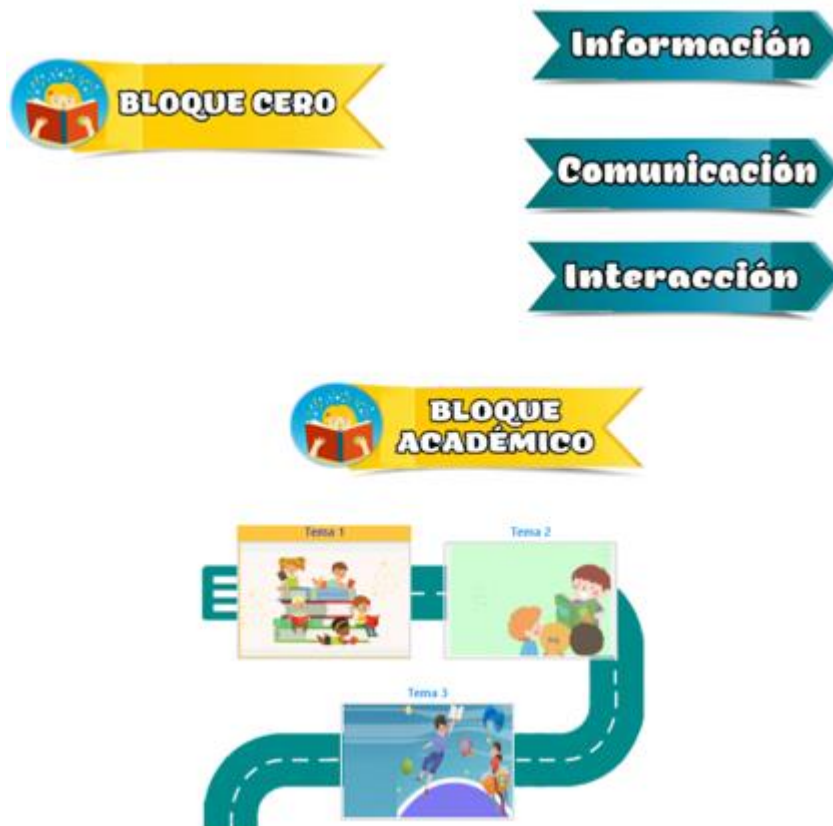 BLOQUE CERO
Información
Comunicación
Interacción
BLOQUE
ACADÉMICO
Tema 1
Tema 2
Tema 3